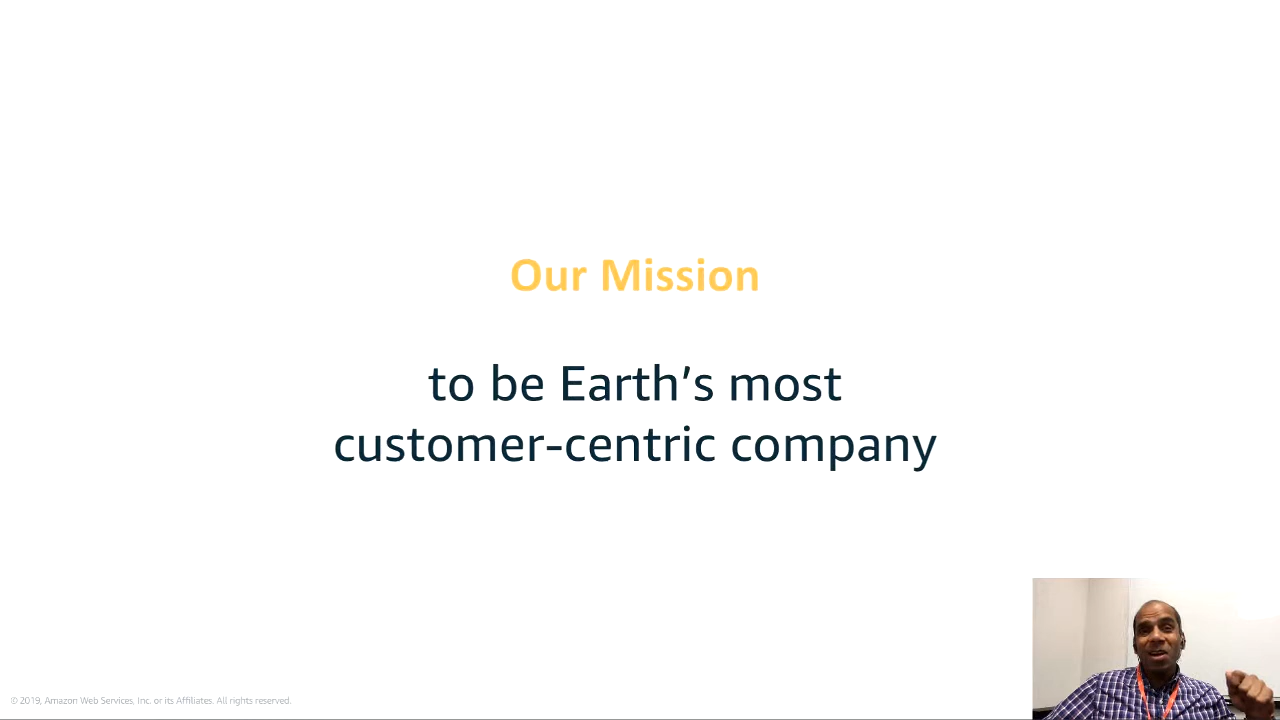 Our Mission
to be Earth’s most
customer-centric company
© 2019, Amazon Web Services, Inc. or its Affiliates. All rights reserved.